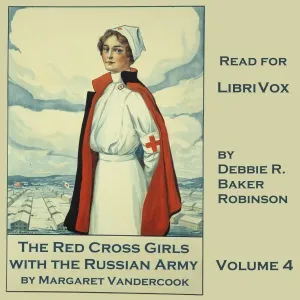 READ FOR
LIBRIVOX
BY
DEBBIE R.
BAKER
ROBINSON
THE RED CROSS GIRLS
WITH THE RUSSIAN ARMY
BY MARGARET VANDERCOOK
VOLUME 4